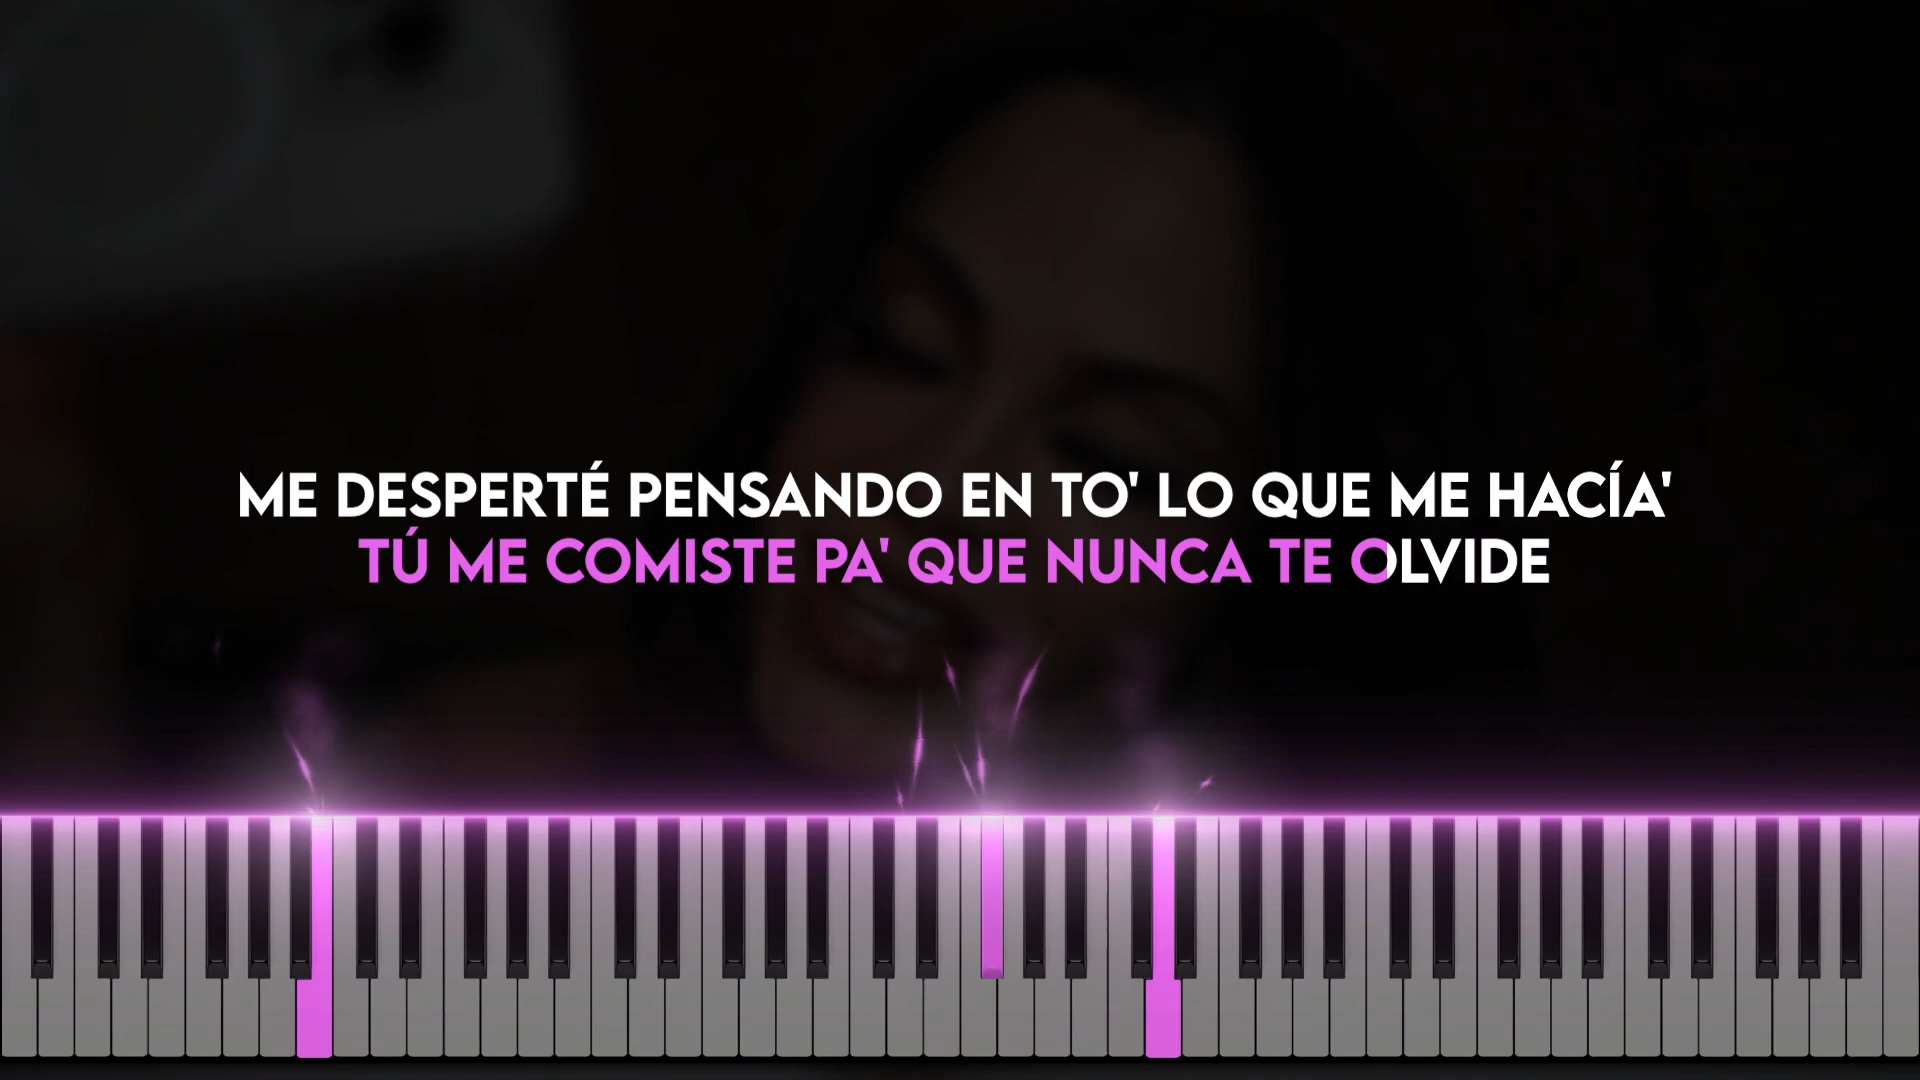 ME DESPERTÉ PENSANDO EN TO' LO QUE ME HACÍA'
TÚ ME COMISTE PA' QUE NUNCA TE OLVIDE